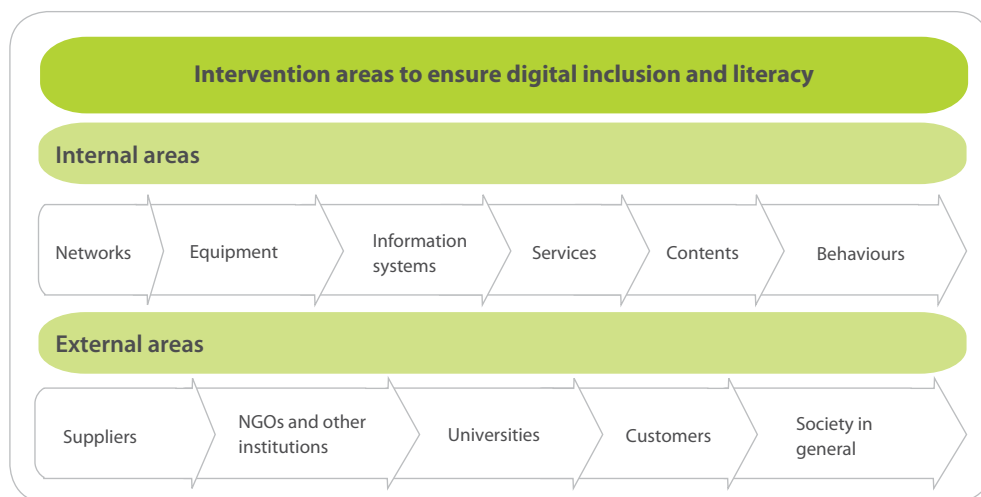 Intervention areas to ensure digital inclusion and literacy
Internal areas
Networks
Equipment
Information
systems
Services
Contents
Behaviours
External areas
Suppliers
NGOs and other
institutions
Universities
Customers
Society in
general